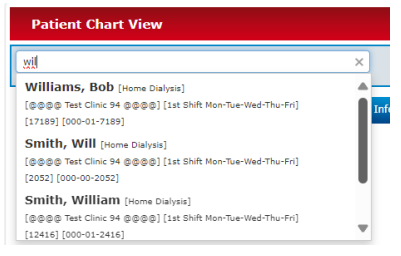 Patient Chart View
wil
Williams, Bob [Home Dialysis]
[@@@@ Test Clinic 94 @@@@] [1st Shift Mon-Tue-Wed-Thu-Fri]
[17189] [000-01-7189]
Smith, Will [Home Dialysis]
[@@@@ Test Clinic 94 @@@@] [1st Shift Mon-Tue-Wed-Thu-Fri]
[2052] [000-00-2052]
Smith, William [Home Dialysis]
[@@@@ Test Clinic 94 @@@@] [1st Shift Mon-Tue-Wed-Thu-Fri]
[12416] [000-01-2416]
Inf